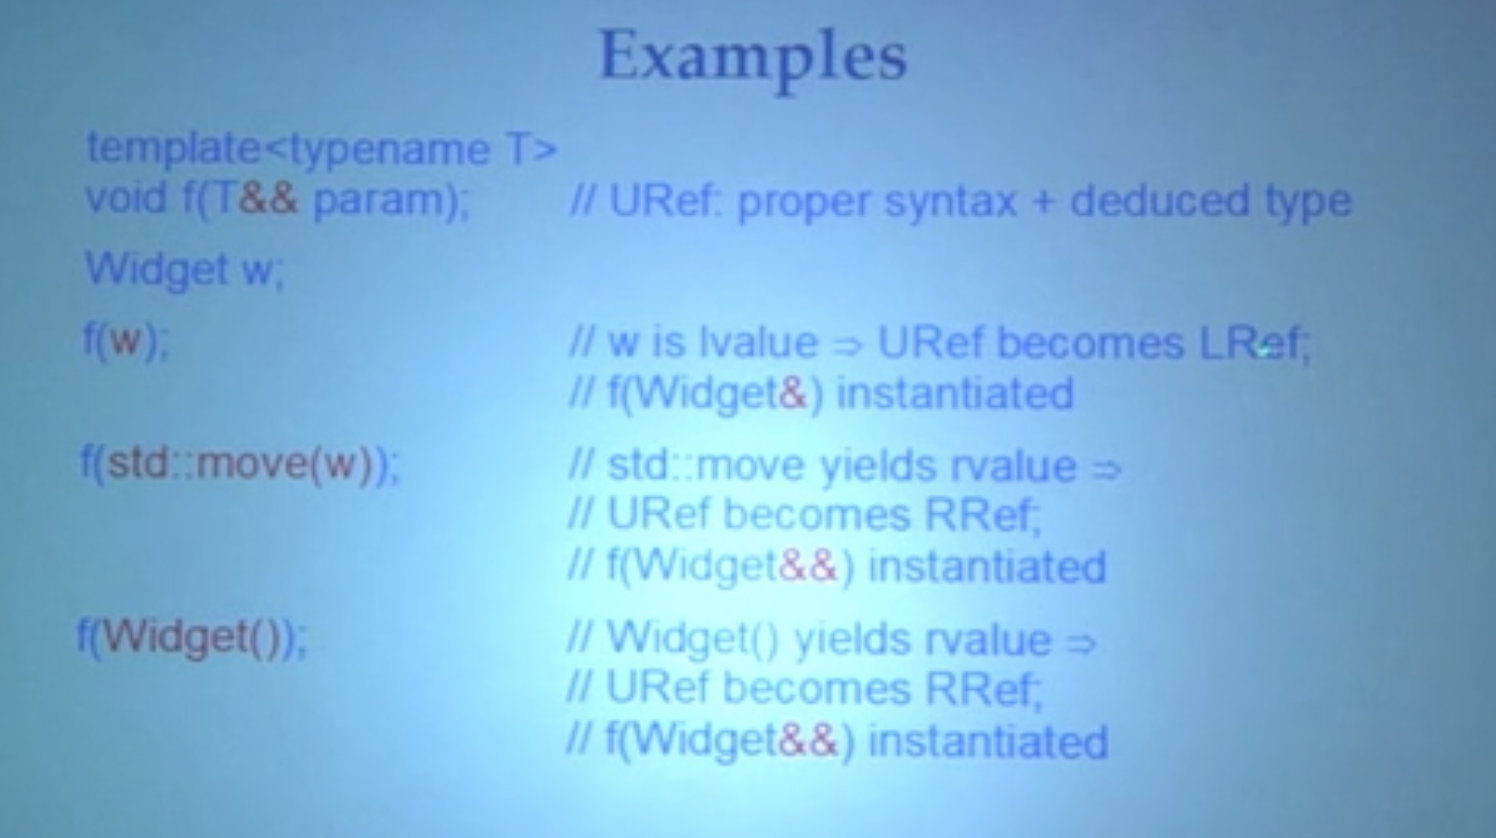 Examples
template<typename T>
void f(T&& param); // URef: proper syntax + deduced type
Widget w;
f(w); // w is lvalue ⇒ URef becomes LRef;
// f(Widget&) instantiated
f(std::move(w)); // std::move yields rvalue ⇒
// URef becomes RRef;
// f(Widget&&) instantiated
f(Widget()); // Widget() yields rvalue ⇒
// URef becomes RRef;
// f(Widget&&) instantiated